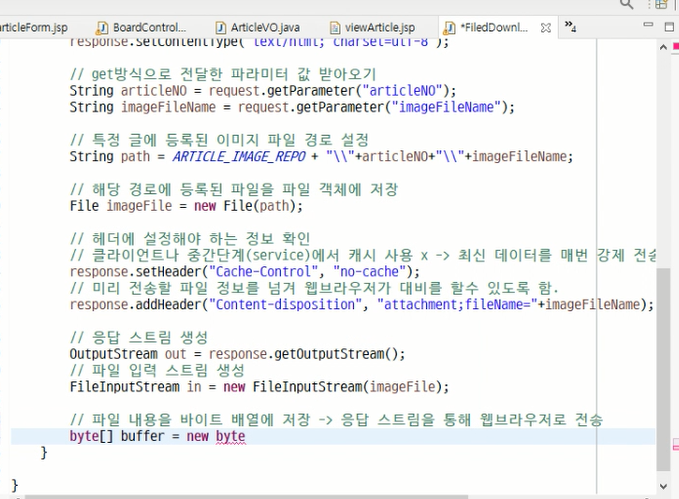 rticleForm.jsp BoardControl... ArticleVO.java viewArticle.jsp *FiledDownl... »4
response.setContentType("text/html; charset=utf-8");
// get방식으로 전달한 파라미터 값 받아오기
String articleNO = request.getParameter("articleNO");
String imageFileName = request.getParameter("imageFileName");
// 특정 글에 등록된 이미지 파일 경로 설정
String path = ARTICLE_IMAGE_REPO + "\\"+articleNO+"\\"+imageFileName;
// 해당 경로에 등록된 파일을 파일 객체에 저장
File imageFile = new File(path);
// 헤더에 설정해야 하는 정보 확인
// 클라이언트나 중간단계(service)에서 캐시 사용 x -> 최신 데이터를 매번 강제 전송
response.setHeader("Cache-Control", "no-cache");
// 미리 전송할 파일 정보를 넘겨 웹브라우저가 대비를 할수 있도록 함.
response.addHeader("Content-disposition", "attachment;fileName="+imageFileName);
// 응답 스트림 생성
OutputStream out = response.getOutputStream();
// 파일 입력 스트림 생성
FileInputStream in = new FileInputStream(imageFile);
// 파일 내용을 바이트 배열에 저장 -> 응답 스트림을 통해 웹브라우저로 전송
byte[] buffer = new byte
}
}